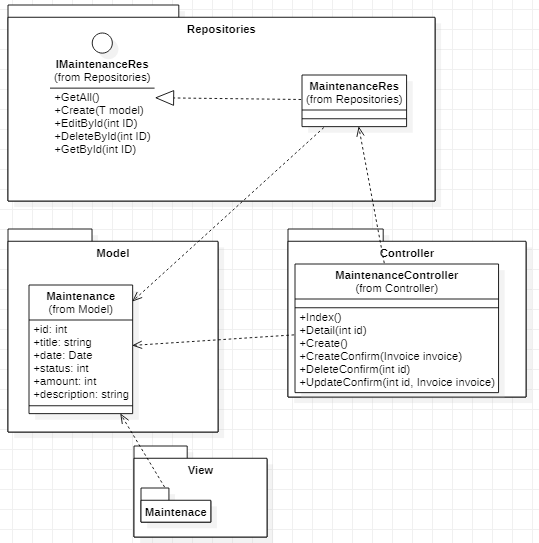 Repositories
IMaintenanceRes
(from Repositories)
+GetAll()
+Create(T model)
+EditById(int ID)
+DeleteById(int ID)
+GetById(int ID)
MaintenanceRes
(from Repositories)
Model
Maintenance
(from Model)
+id: int
+title: string
+date: Date
+status: int
+amount: int
+description: string
Controller
MaintenanceController
(from Controller)
+Index()
+Detail(int id)
+Create()
+CreateConfirm(Invoice invoice)
+DeleteConfirm(int id)
+UpdateConfirm(int id, Invoice invoice)
View
Maintenace